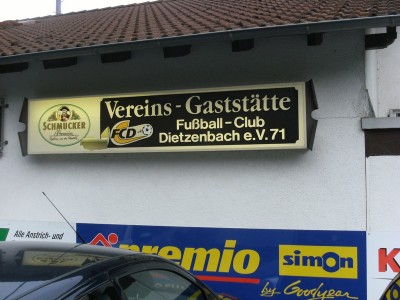 SCHMUCKER
Vereins-Gaststätte
FCD
Fußball-Club
Dietzenbach e.V. 71
Alle Anstrich- und
premio
simon
by Goodyear
K